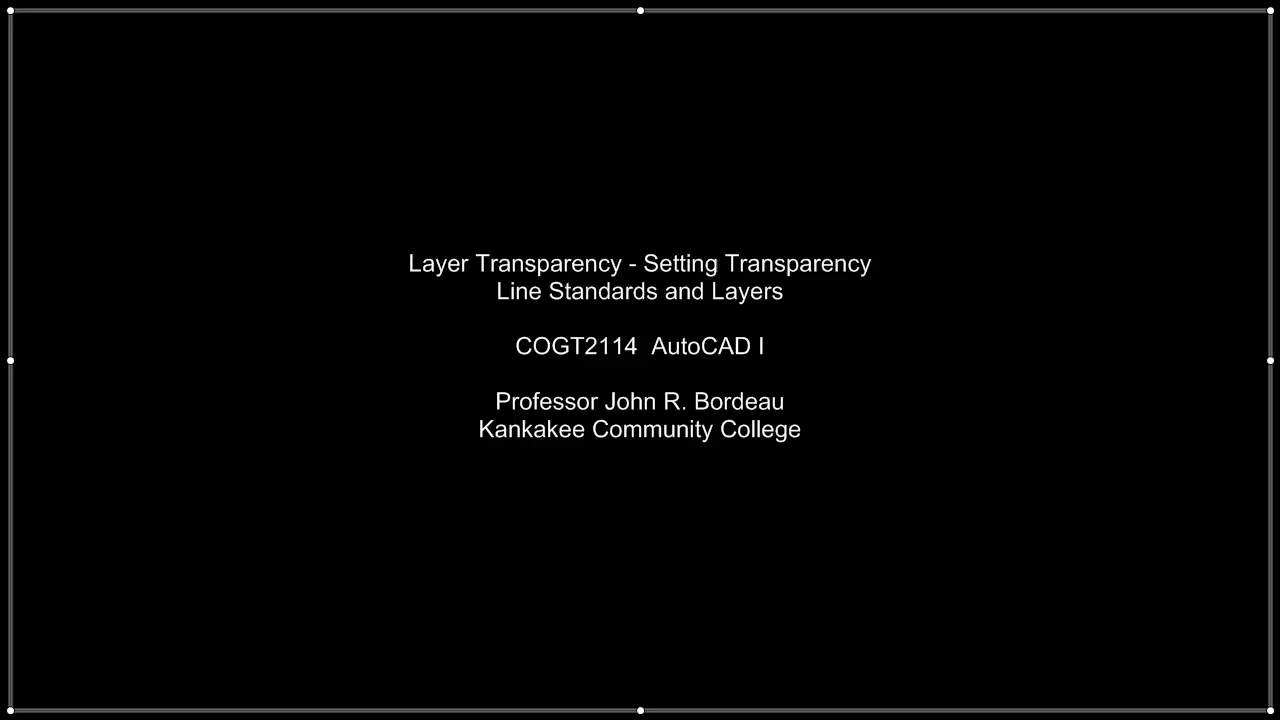 Layer Transparency - Setting Transparency
Line Standards and Layers
COGT2114  AutoCAD I
Professor John R. Bordeau
Kankakee Community College